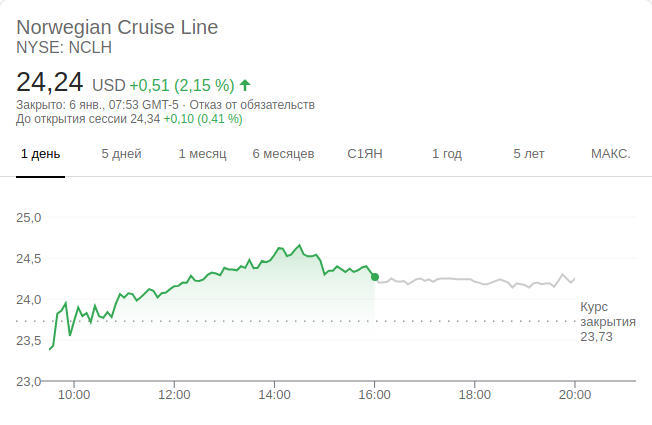 Norwegian Cruise Line
NYSE: NCLH
24,24 USD +0,51 (2,15 %)
Закрыто: 6 янв., 07:53 GMT-5 · Отказ от обязательств
До открытия сессии 24,34 +0,10 (0,41 %)
1 день 5 дней 1 месяц 6 месяцев С1ЯН 1 год 5 лет МАКС.
25,0
24,5
24,0
Курс
закрытия
23,73
23,5
23,0
10:00 12:00 14:00 16:00 18:00 20:00